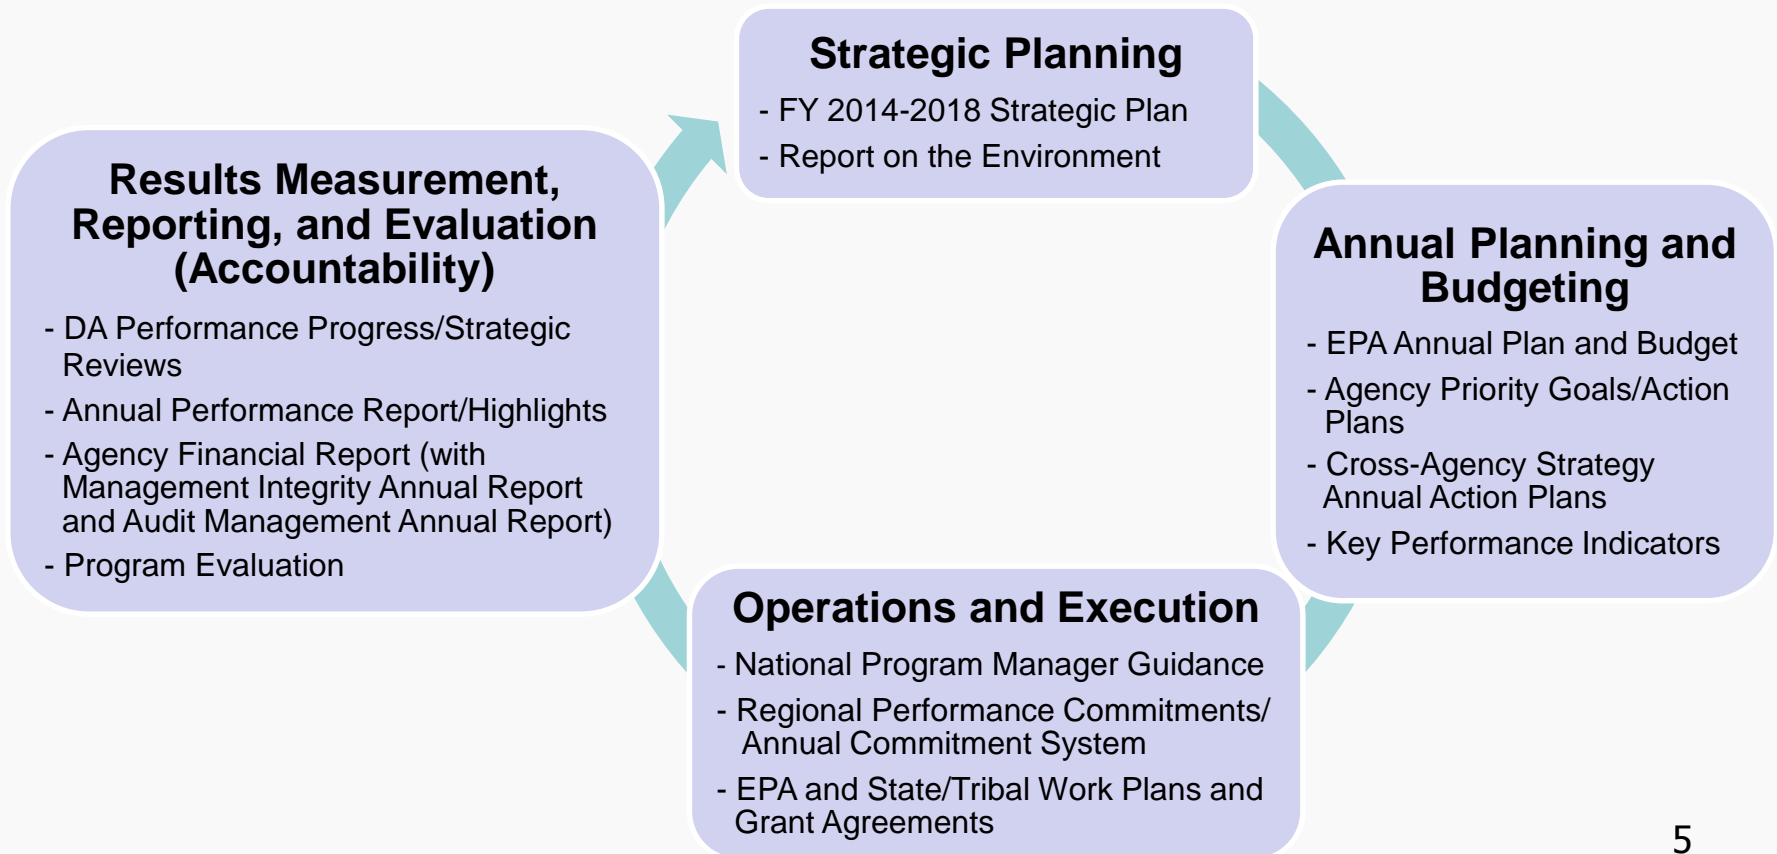 Strategic Planning
- FY 2014-2018 Strategic Plan
- Report on the Environment
Annual Planning and
Budgeting
- EPA Annual Plan and Budget
- Agency Priority Goals/Action
Plans
- Cross-Agency Strategy
Annual Action Plans
- Key Performance Indicators
Operations and Execution
- National Program Manager Guidance
- Regional Performance Commitments/
Annual Commitment System
- EPA and State/Tribal Work Plans and
Grant Agreements
Results Measurement,
Reporting, and Evaluation
(Accountability)
- DA Performance Progress/Strategic
Reviews
- Annual Performance Report/Highlights
- Agency Financial Report (with
Management Integrity Annual Report
and Audit Management Annual Report)
- Program Evaluation
5